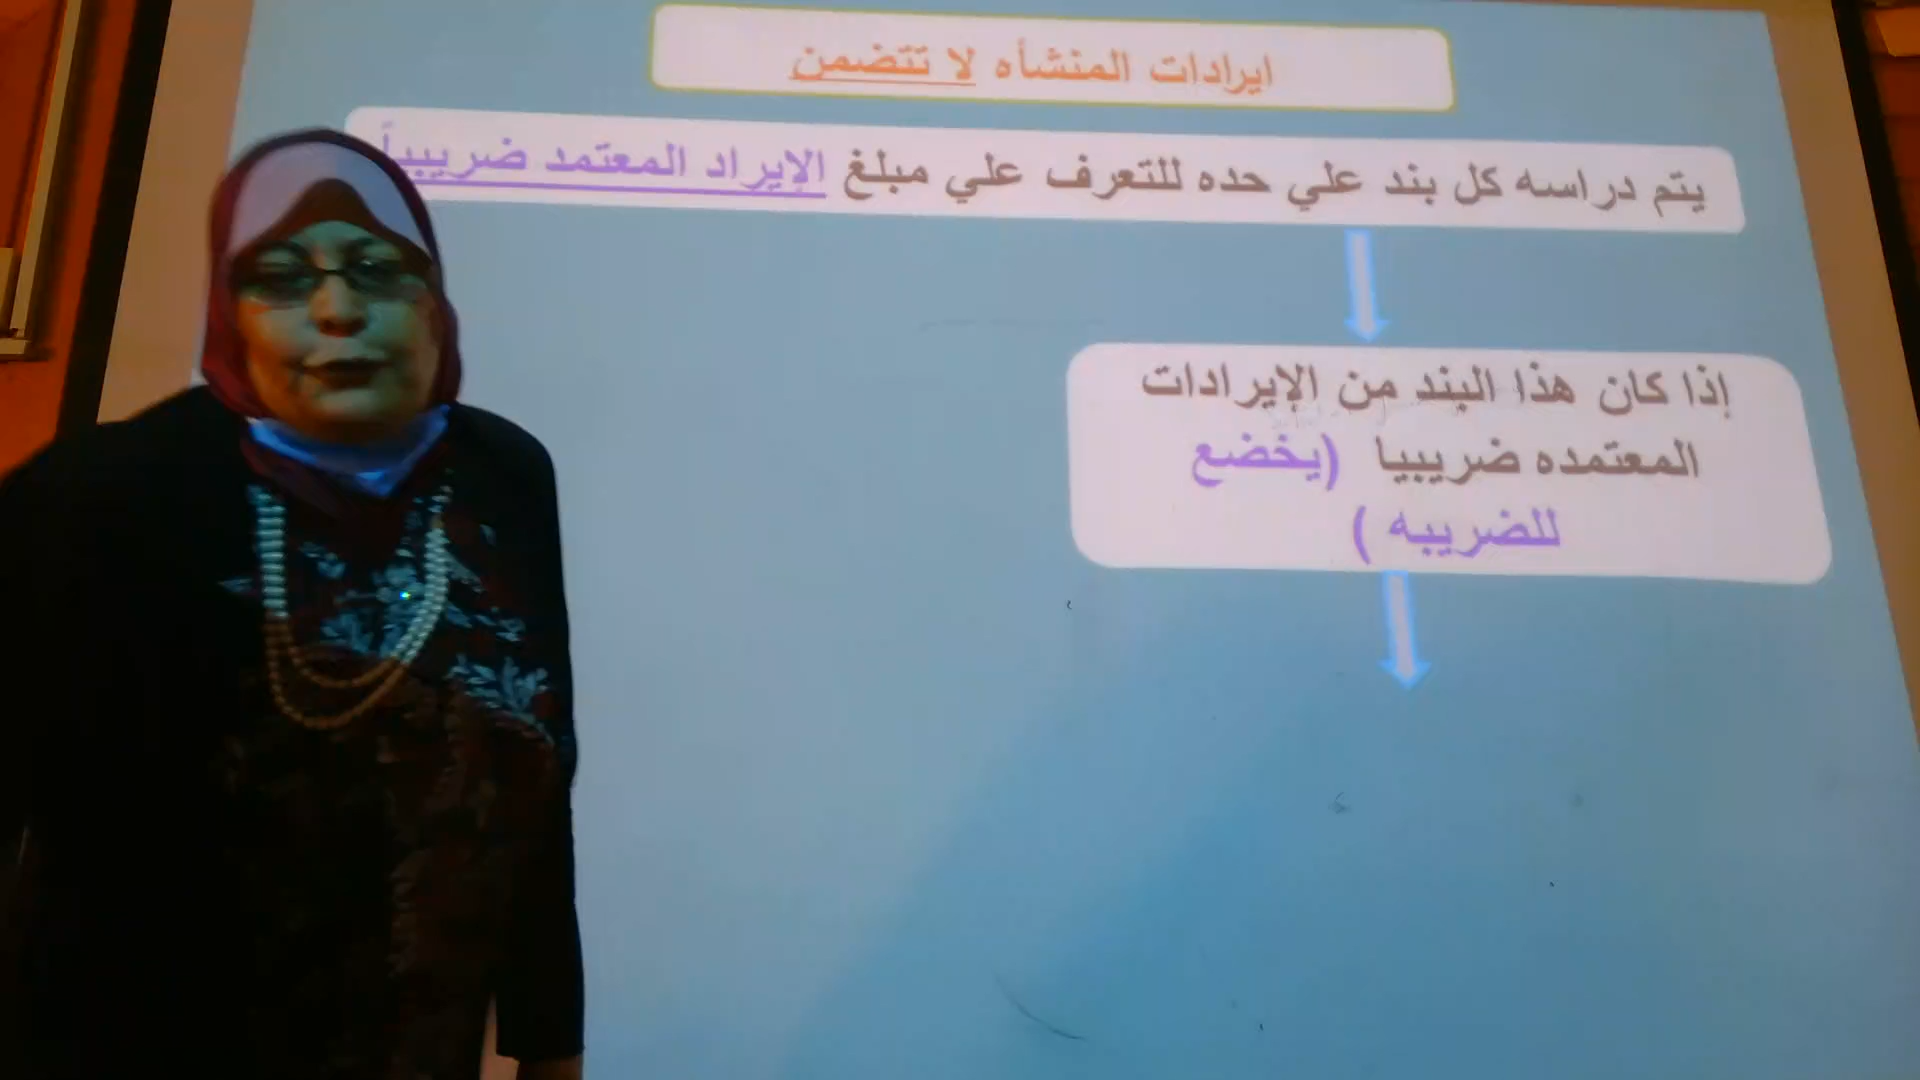 ايرادات المنشأه لا تتضمن
يتم دراسه كل بند علي حده للتعرف علي مبلغ الإيراد المعتمد ضريبياً
إذا كان هذا البند من الإيرادات
المعتمده ضريبيا (يخضع
للضريبه )